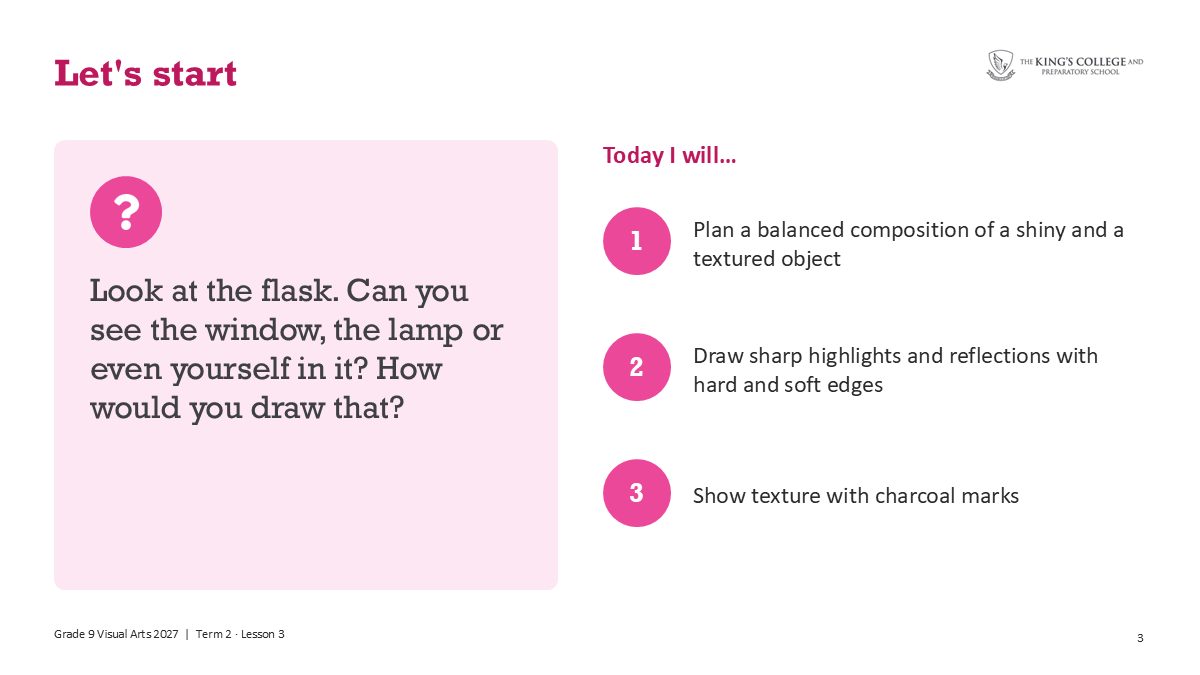 Let's start
THE KING'S COLLEGE AND
PREPARATORY SCHOOL
?
Look at the flask. Can you
see the window, the lamp or
even yourself in it? How
would you draw that?
Today I will...
1
Plan a balanced composition of a shiny and a
textured object
2
Draw sharp highlights and reflections with
hard and soft edges
3
Show texture with charcoal marks
Grade 9 Visual Arts 2027 | Term 2 · Lesson 3
3